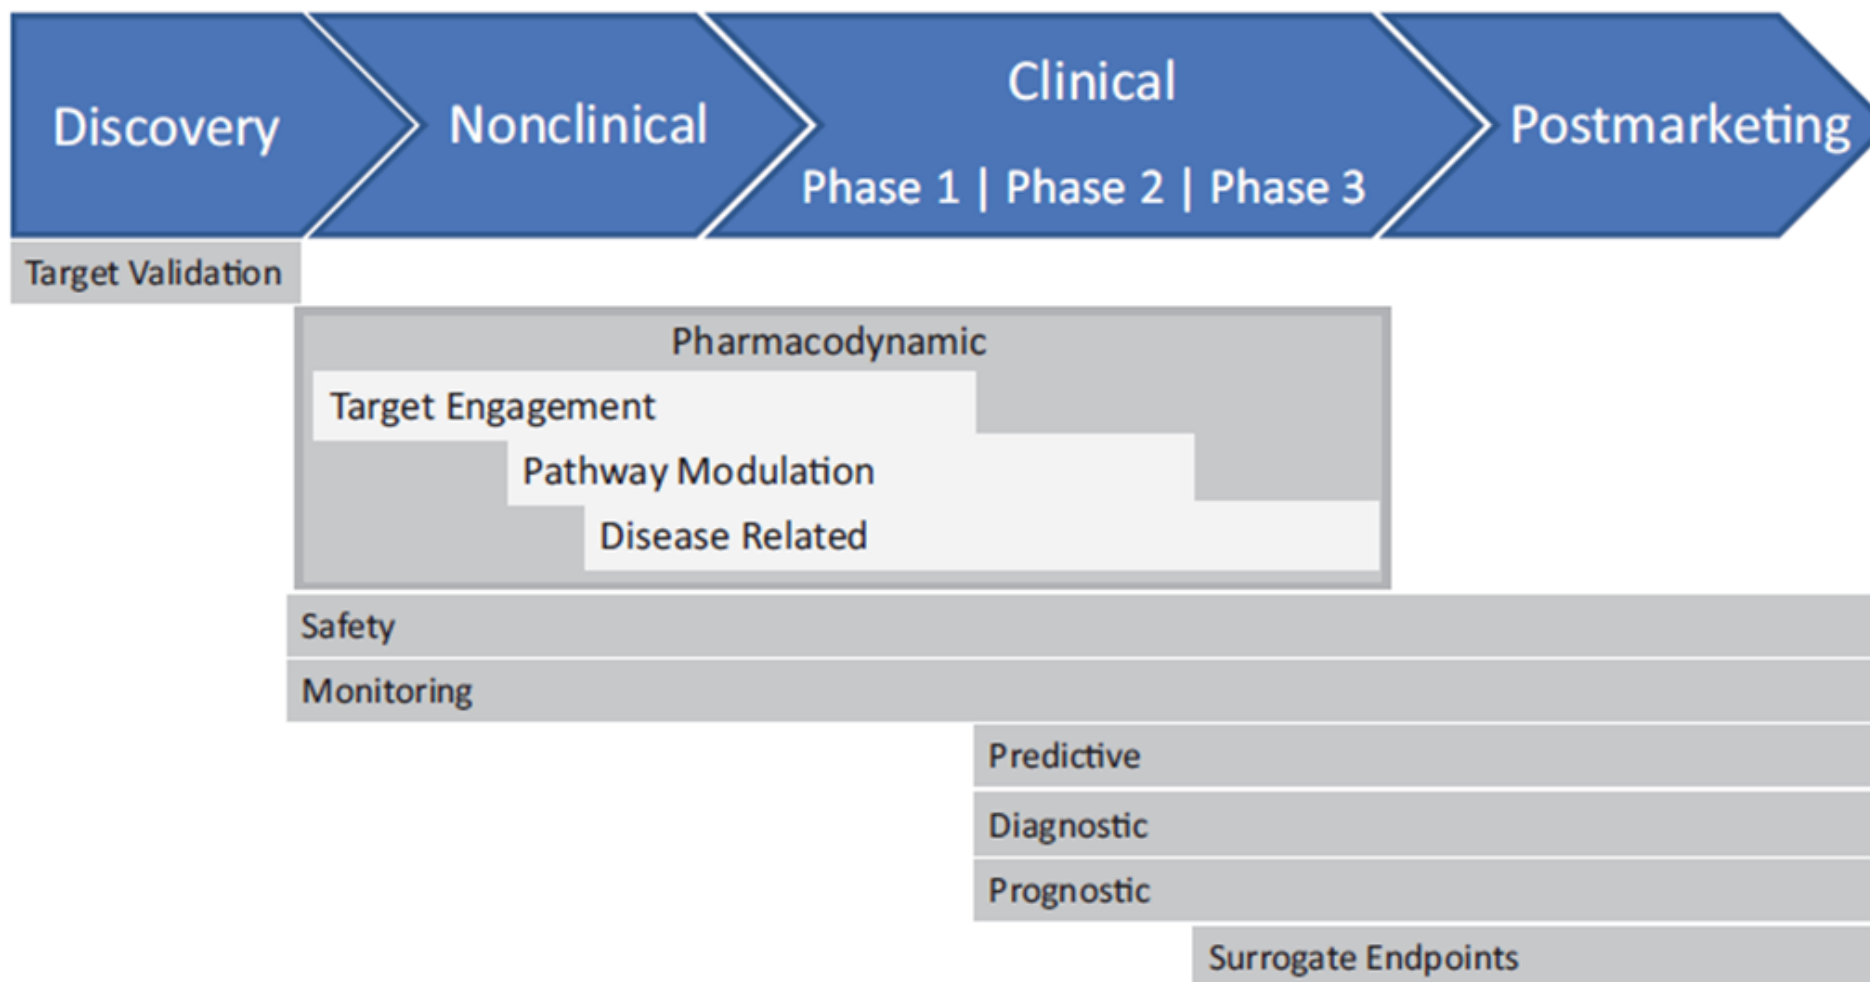 Discovery
Nonclinical
Clinical
Phase 1 | Phase 2 | Phase 3
Postmarketing
Target Validation
Pharmacodynamic
Target Engagement
Pathway Modulation
Disease Related
Safety
Monitoring
Predictive
Diagnostic
Prognostic
Surrogate Endpoints